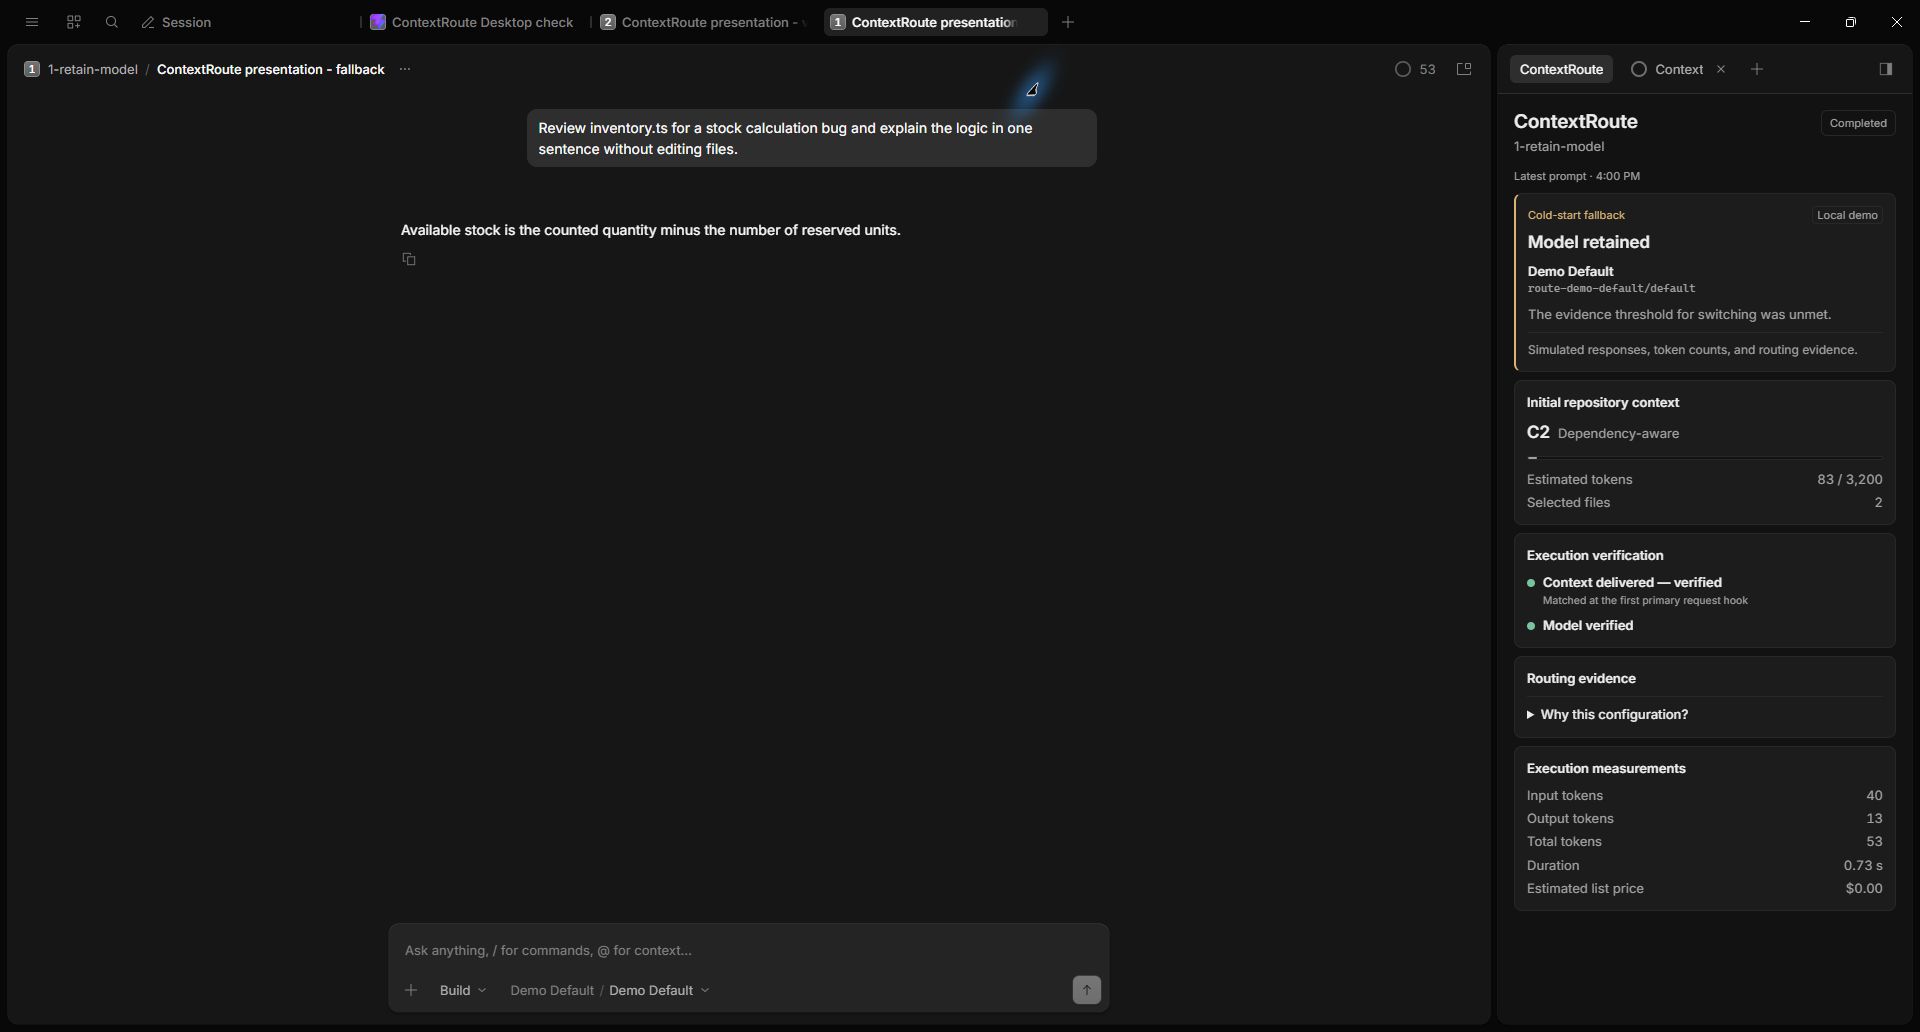 Session
ContextRoute Desktop check
2 ContextRoute presentation -
1 ContextRoute presentation
1 1-retain-model / ContextRoute presentation - fallback ...
53
Review inventory.ts for a stock calculation bug and explain the logic in one
sentence without editing files.
Available stock is the counted quantity minus the number of reserved units.
Ask anything, / for commands, @ for context...
Build
Demo Default / Demo Default
ContextRoute
Context
ContextRoute
Completed
1-retain-model
Latest prompt · 4:00 PM
Cold-start fallback
Local demo
Model retained
Demo Default
route-demo-default/default
The evidence threshold for switching was unmet.
Simulated responses, token counts, and routing evidence.
Initial repository context
C2 Dependency-aware
Estimated tokens 83 / 3,200
Selected files 2
Execution verification
Context delivered — verified
Matched at the first primary request hook
Model verified
Routing evidence
Why this configuration?
Execution measurements
Input tokens 40
Output tokens 13
Total tokens 53
Duration 0.73 s
Estimated list price $0.00